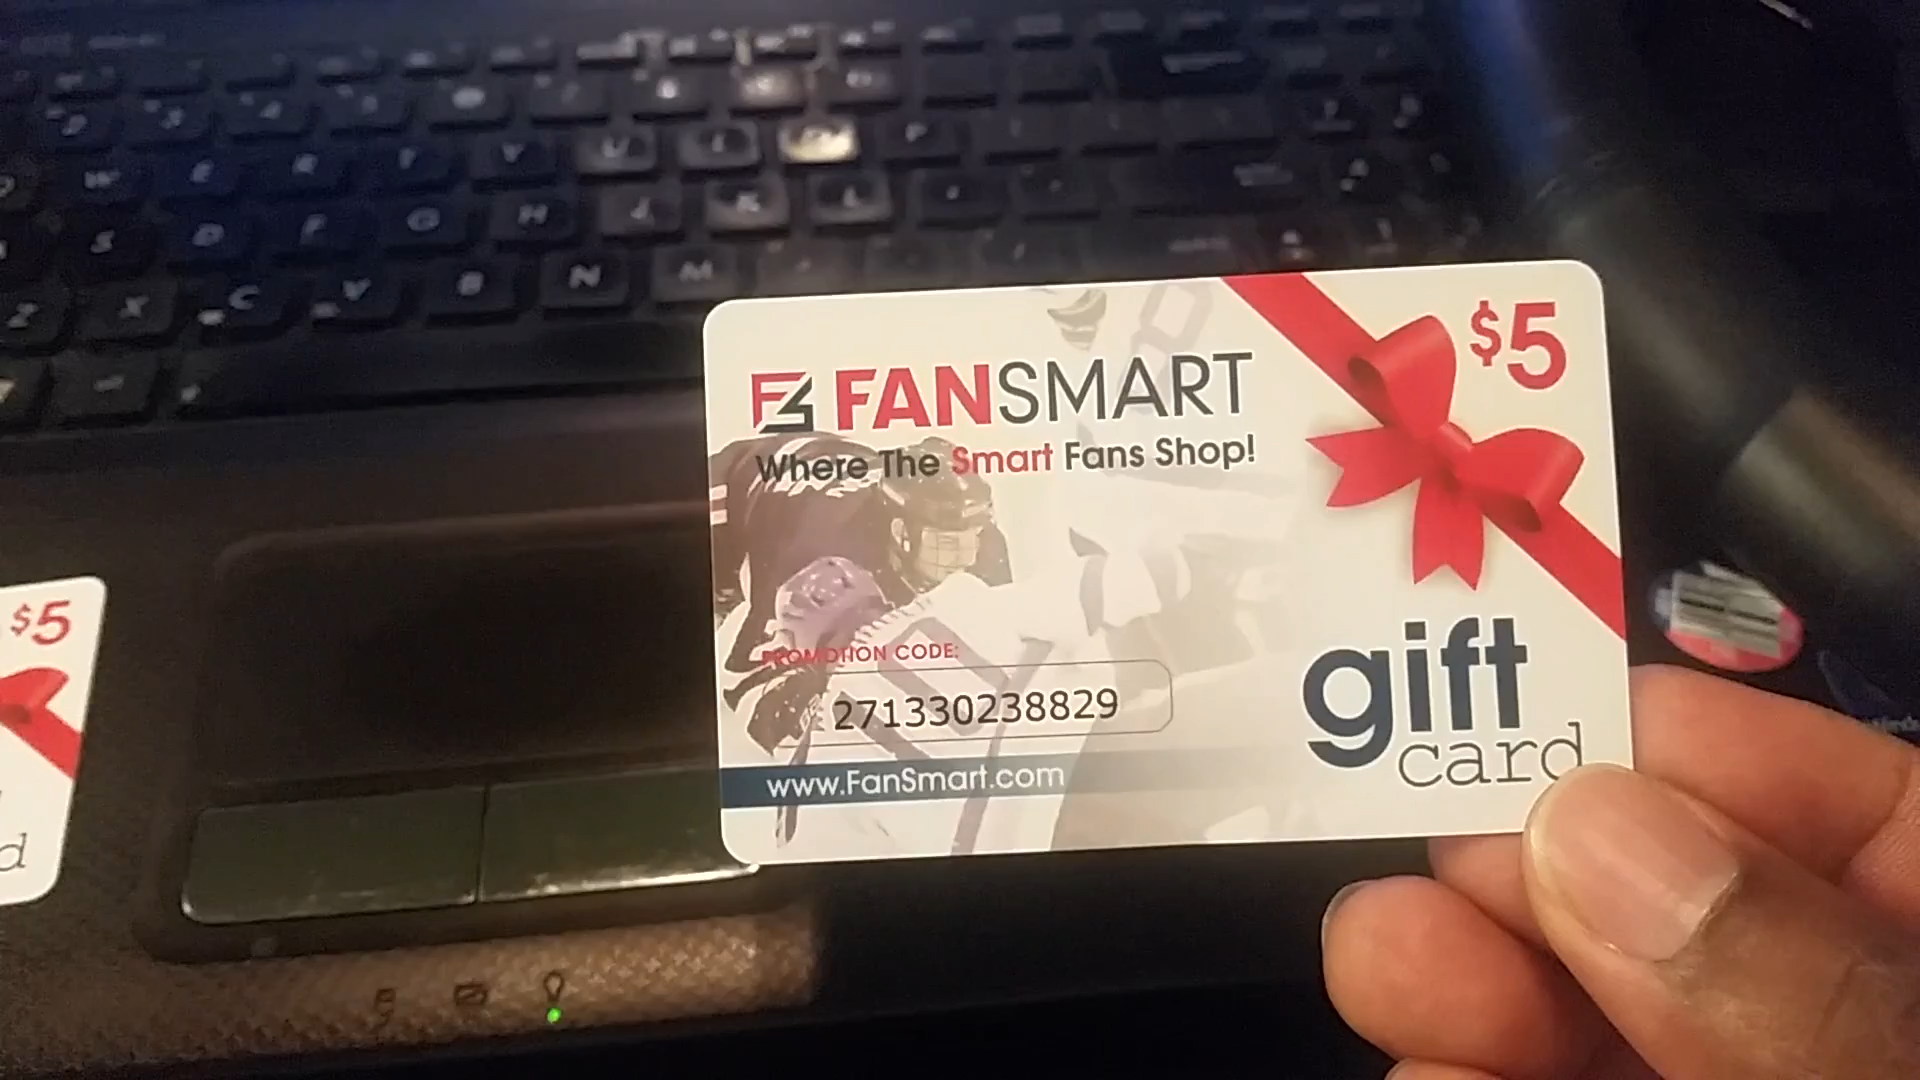 $5
FANSMART
Where The Smart Fans Shop!
PROMOTION CODE:
271330238829
www.FanSmart.com
gift
card
$5
d
W E R T Y U I P
S D F G H J K L
Z X C V B N M